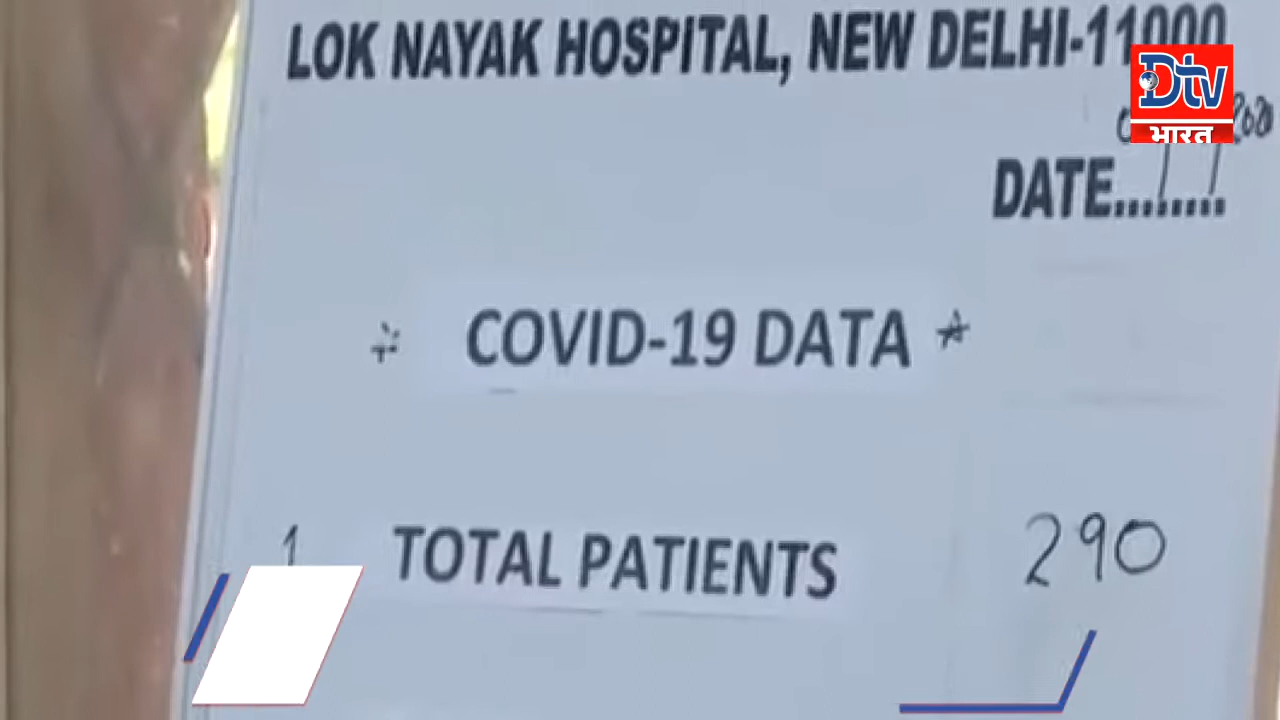 LOK NAYAK HOSPITAL, NEW DELHI-11000
Dtv
भारत
DATE.........
COVID-19 DATA
1 TOTAL PATIENTS 290